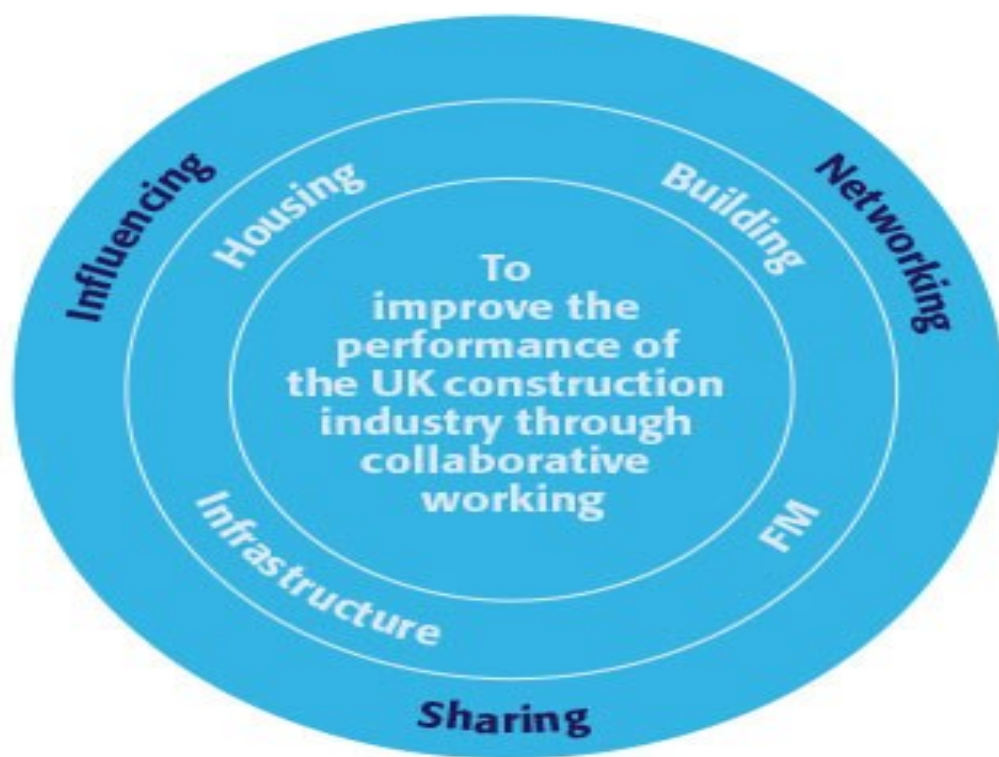 Influencing
Networking
Housing
Building
To
improve the
performance of
the UK construction
industry through
collaborative
working
Infrastructure
FM
Sharing